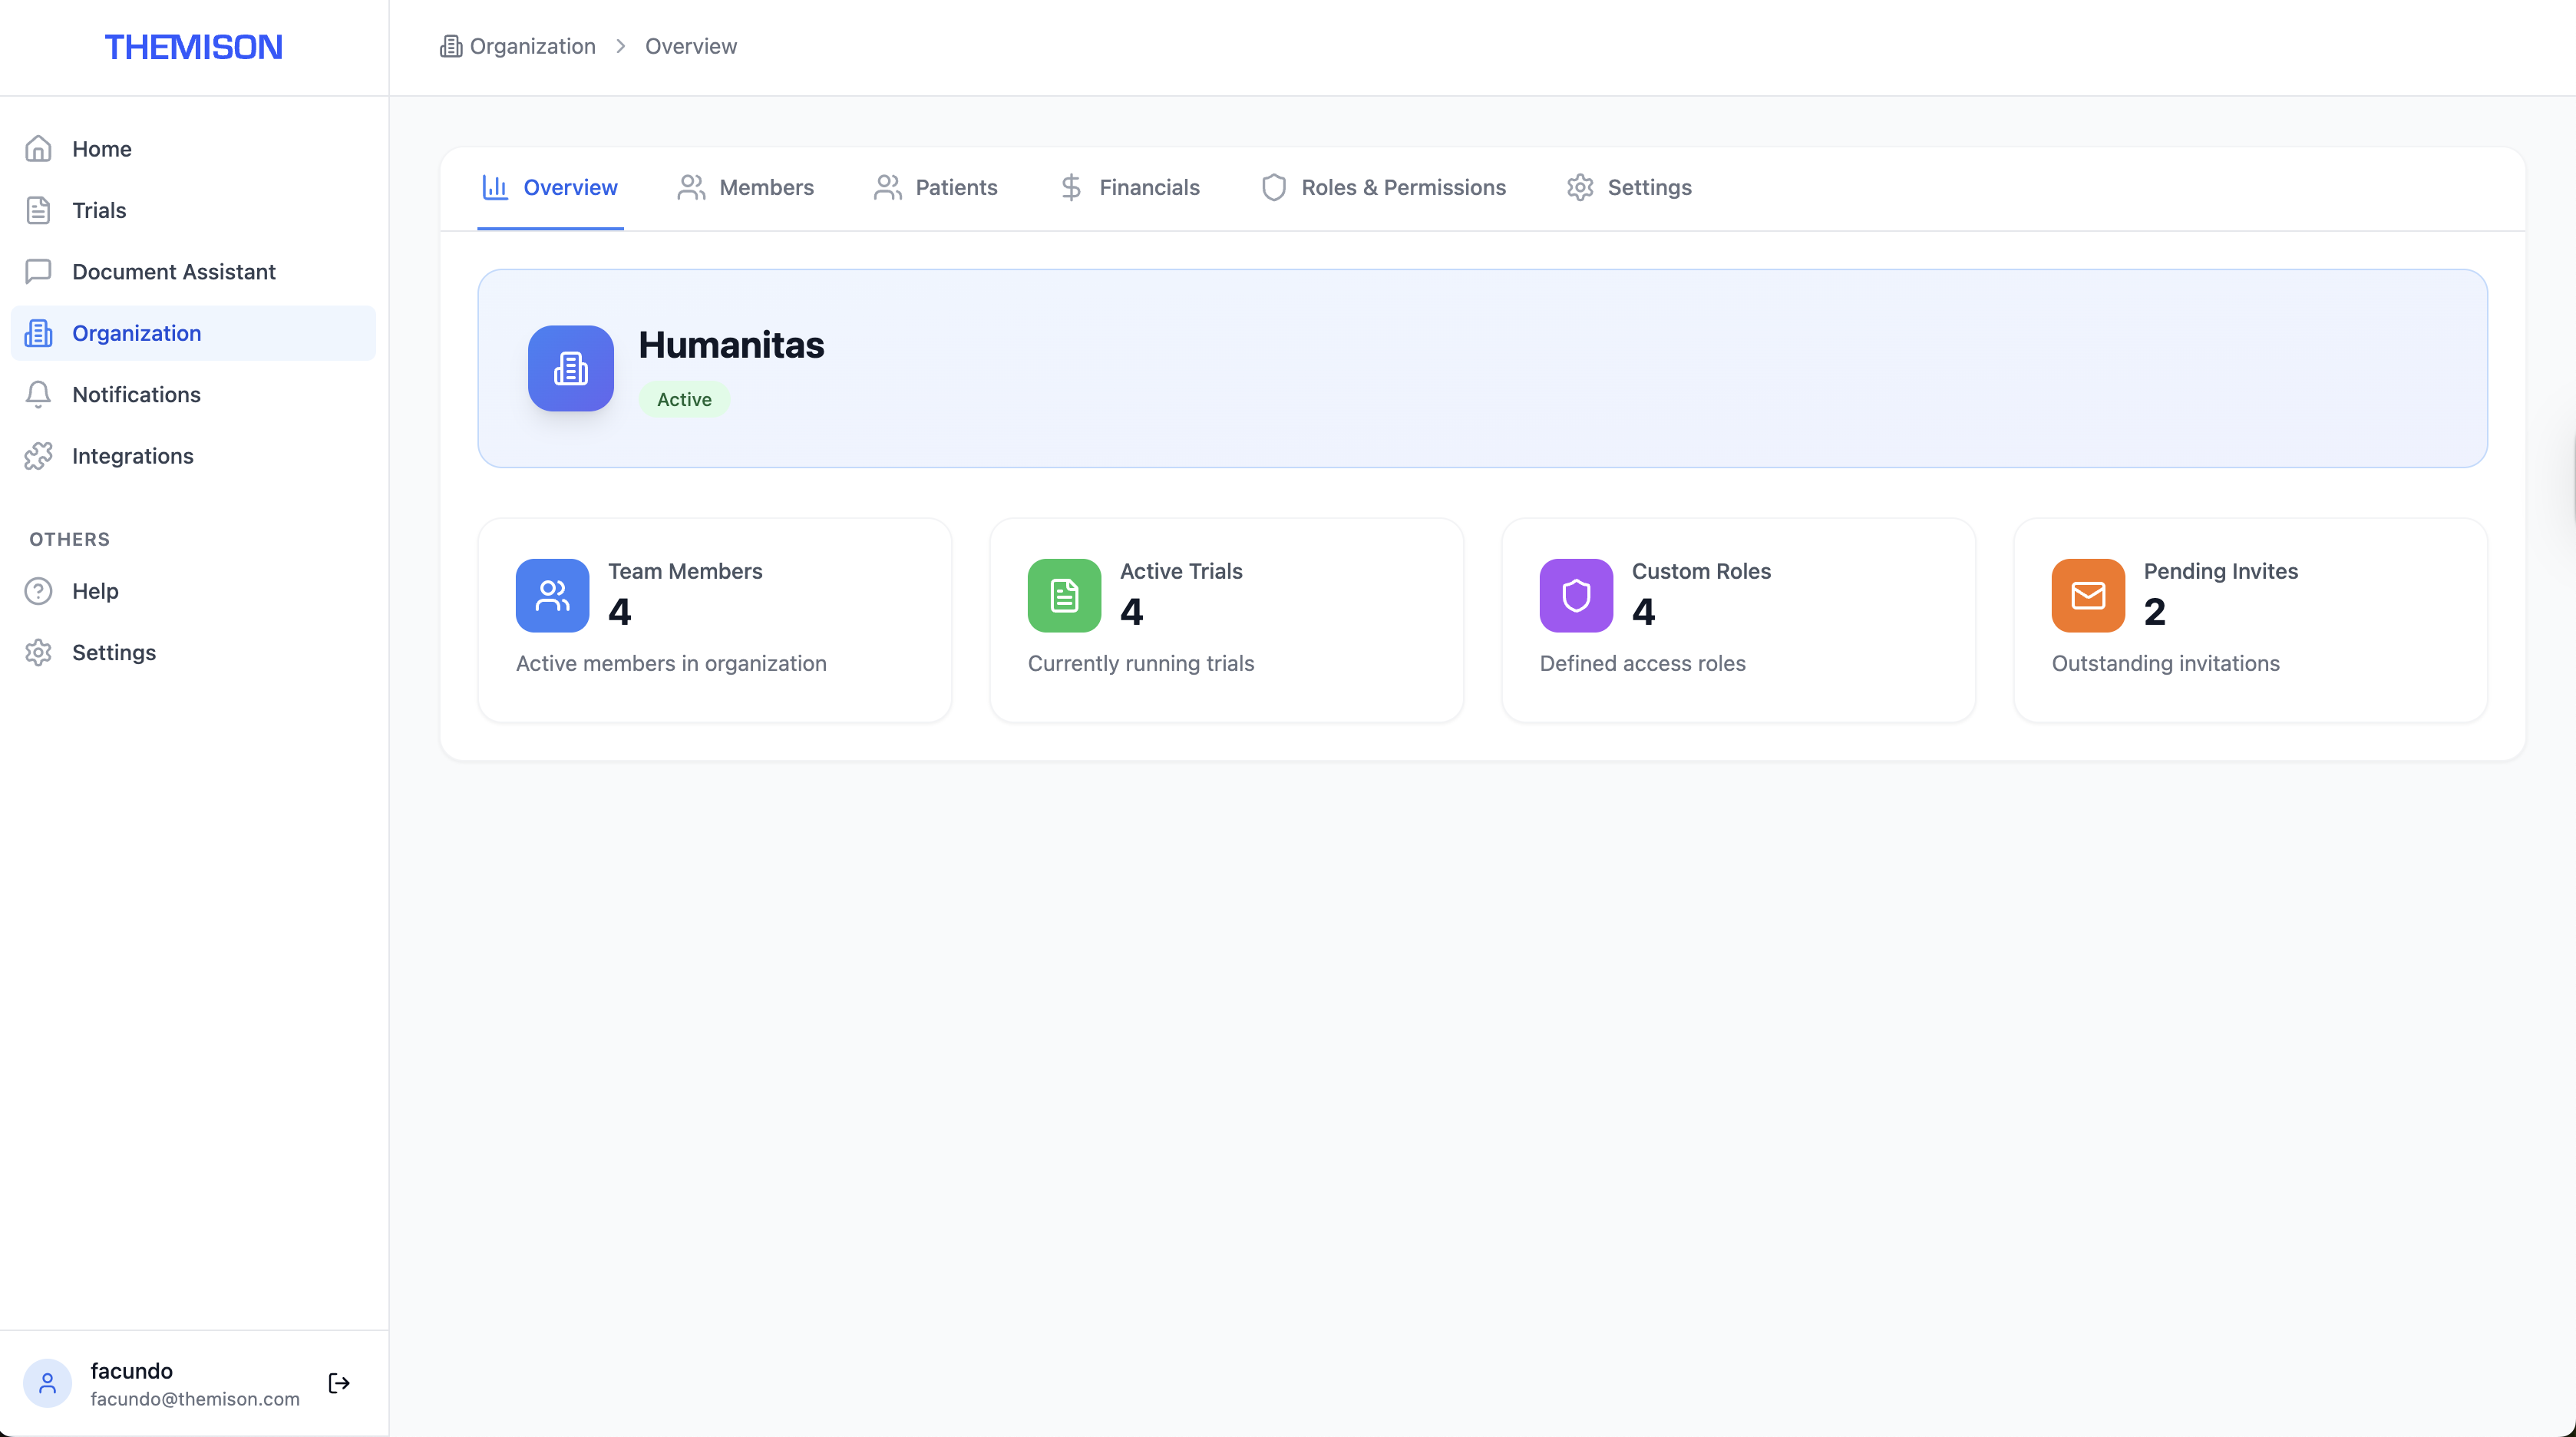 THEMISON
Organization > Overview
Home
Trials
Document Assistant
Organization
Notifications
Integrations
OTHERS
Help
Settings
facundo
facundo@themison.com
Overview
Members
Patients
Financials
Roles & Permissions
Settings
Humanitas
Active
Team Members
4
Active members in organization
Active Trials
4
Currently running trials
Custom Roles
4
Defined access roles
Pending Invites
2
Outstanding invitations